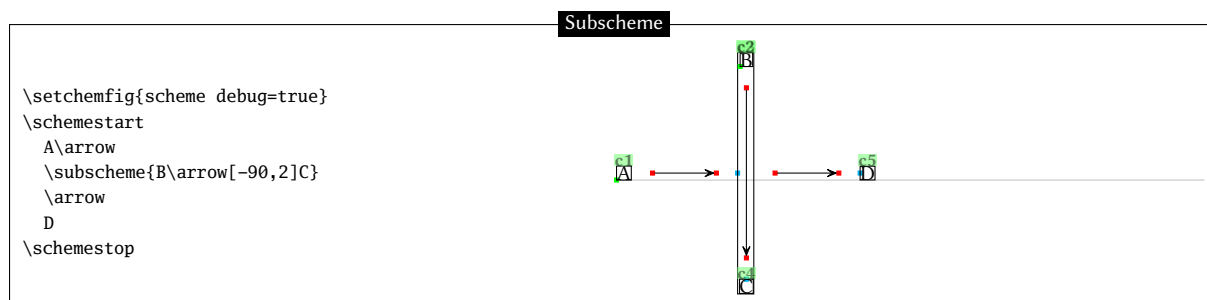 Subscheme
\setchemfig{scheme debug=true}
\schemestart
A\arrow
\subscheme{B\arrow[-90,2]C}
\arrow
D
\schemestop
c2
B
c1
A
c5
D
c4
C